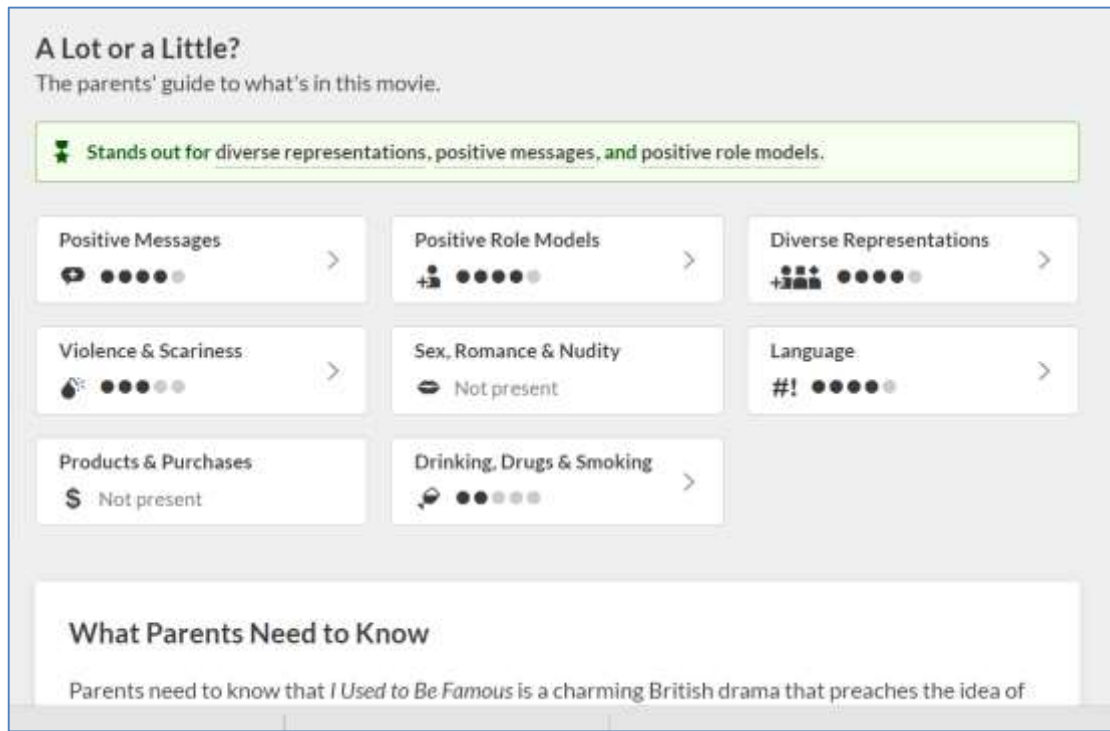 A Lot or a Little?
The parents' guide to what's in this movie.
Stands out for diverse representations, positive messages, and positive role models.
Positive Messages
Positive Role Models
Diverse Representations
Violence & Scariness
Sex, Romance & Nudity
Not present
Language
#!
Products & Purchases
$ Not present
Drinking, Drugs & Smoking
What Parents Need to Know
Parents need to know that I Used to Be Famous is a charming British drama that preaches the idea of